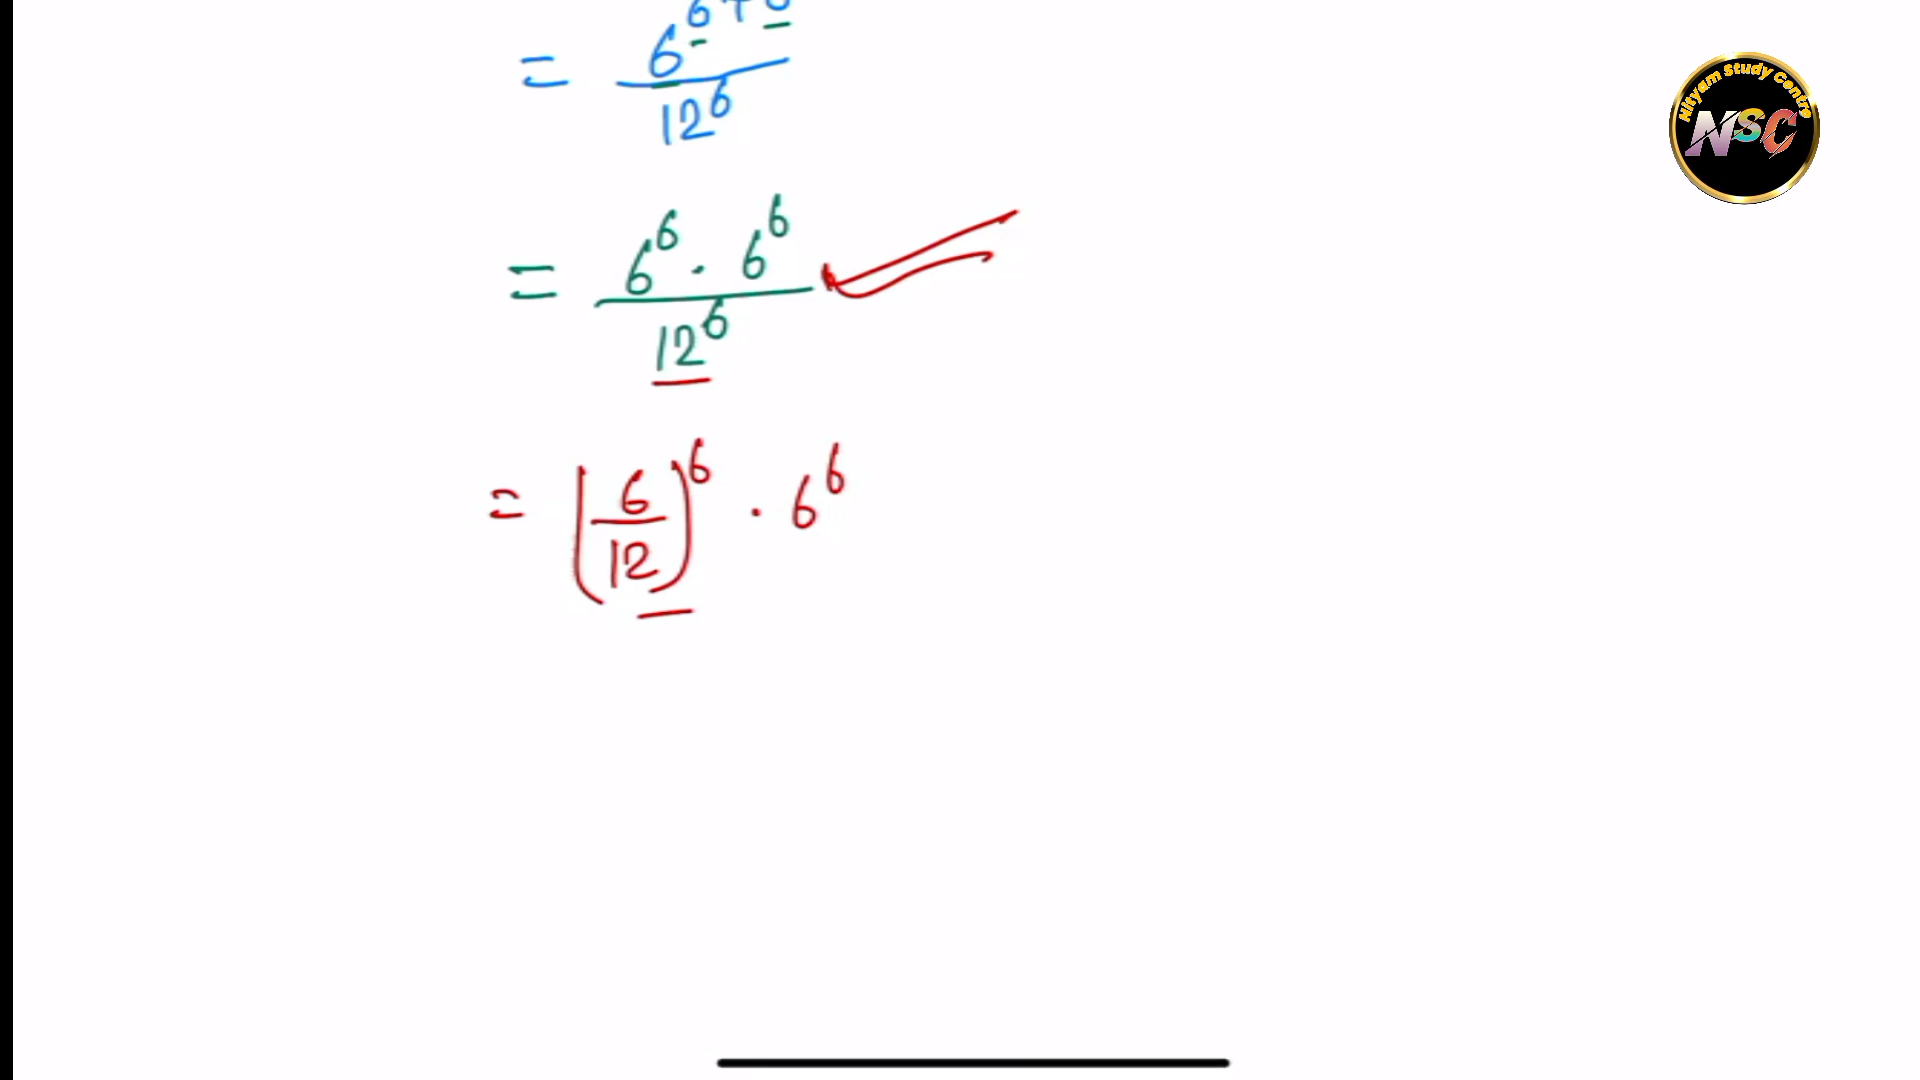 = 6^{6+6} / 12^6
Nityam Study Centre
NSC
= 6^6 · 6^6 / 12^6
= (6/12)^6 · 6^6